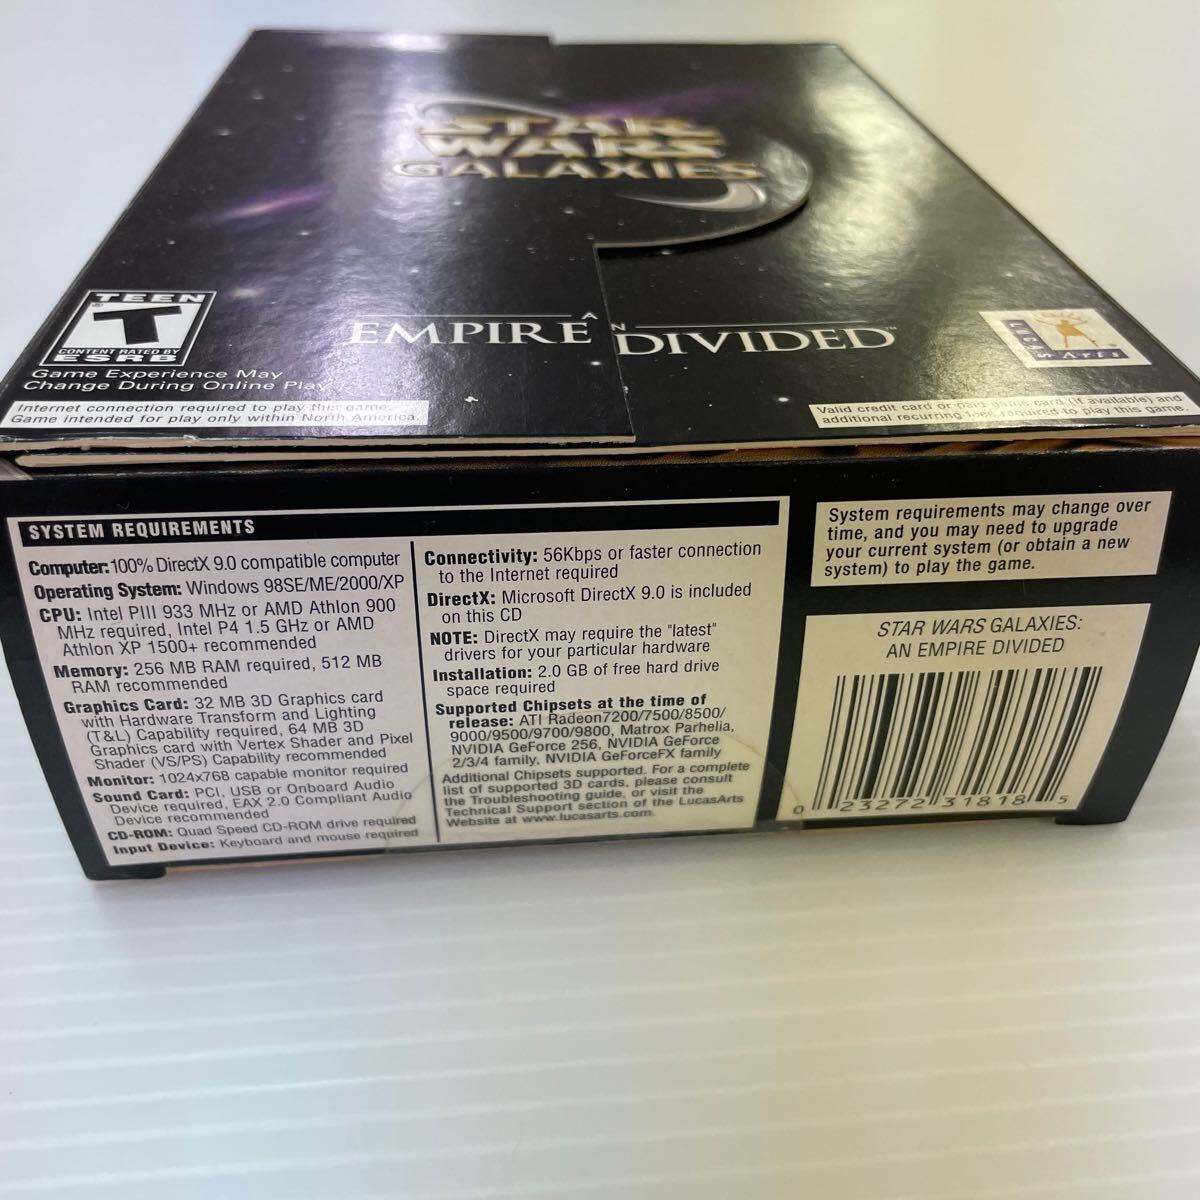 STAR
WARS
GALAXIES
AN
EMPIRE DIVIDED™
TEEN
T
®
CONTENT RATED BY
ESRB
Game Experience May
Change During Online Play
Internet connection required to play this game.
Game intended for play only within North America.
LucasArts
Valid credit card or game card (if available) and
additional recurring fees required to play this game.
SYSTEM REQUIREMENTS
Computer: 100% DirectX 9.0 compatible computer
Operating System: Windows 98SE/ME/2000/XP
CPU: Intel PIII 933 MHz or AMD Athlon 900
MHz required, Intel P4 1.5 GHz or AMD
Athlon XP 1500+ recommended
Memory: 256 MB RAM required, 512 MB
RAM recommended
Graphics Card: 32 MB 3D Graphics card
with Hardware Transform and Lighting
(T&L) Capability required, 64 MB 3D
Graphics card with Vertex Shader and Pixel
Shader (VS/PS) Capability recommended
Monitor: 1024x768 capable monitor required
Sound Card: PCI, USB or Onboard Audio
Device required, EAX 2.0 Compliant Audio
Device recommended
CD-ROM: Quad Speed CD-ROM drive required
Input Device: Keyboard and mouse required
Connectivity: 56Kbps or faster connection
to the Internet required
DirectX: Microsoft DirectX 9.0 is included
on this CD
NOTE: DirectX may require the "latest"
drivers for your particular hardware
Installation: 2.0 GB of free hard drive
space required
Supported Chipsets at the time of
release: ATI Radeon7200/7500/8500/
9000/9500/9700/9800, Matrox Parhelia,
NVIDIA GeForce 256, NVIDIA GeForce
2/3/4 family, NVIDIA GeForceFX family
Additional Chipsets supported. For a complete
list of supported 3D cards, please consult
the Troubleshooting guide, or visit the
Technical Support section of the LucasArts
Website at www.lucasarts.com.
System requirements may change over
time, and you may need to upgrade
your current system (or obtain a new
system) to play the game.
STAR WARS GALAXIES:
AN EMPIRE DIVIDED
0 23272 31818 5